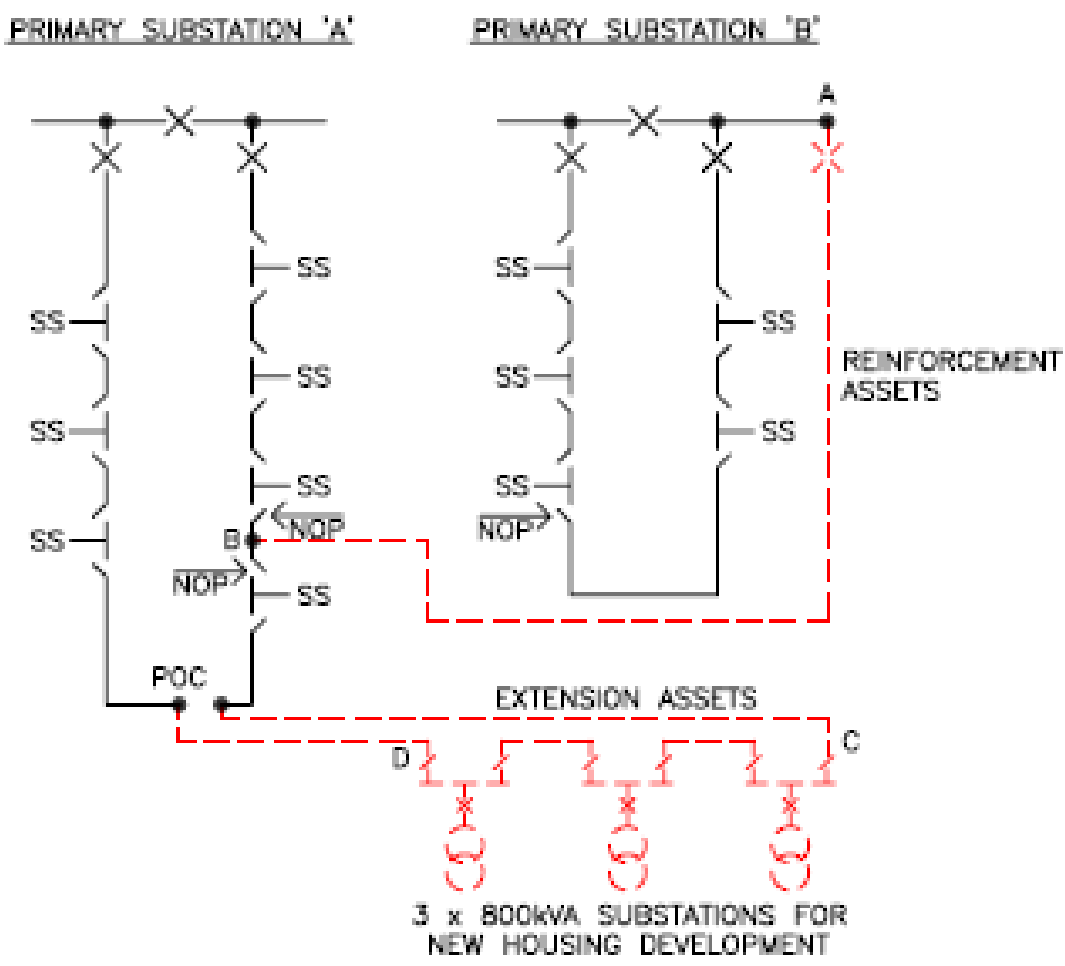 PRIMARY SUBSTATION 'A'
PRIMARY SUBSTATION 'B'
A
SS
SS
SS
SS
REINFORCEMENT
ASSETS
SS
SS
SS
SS
SS
SS
SS
NOP
NOP
SS
B
NOP
SS
POC
EXTENSION ASSETS
D
C
3 x 800kVA SUBSTATIONS FOR
NEW HOUSING DEVELOPMENT